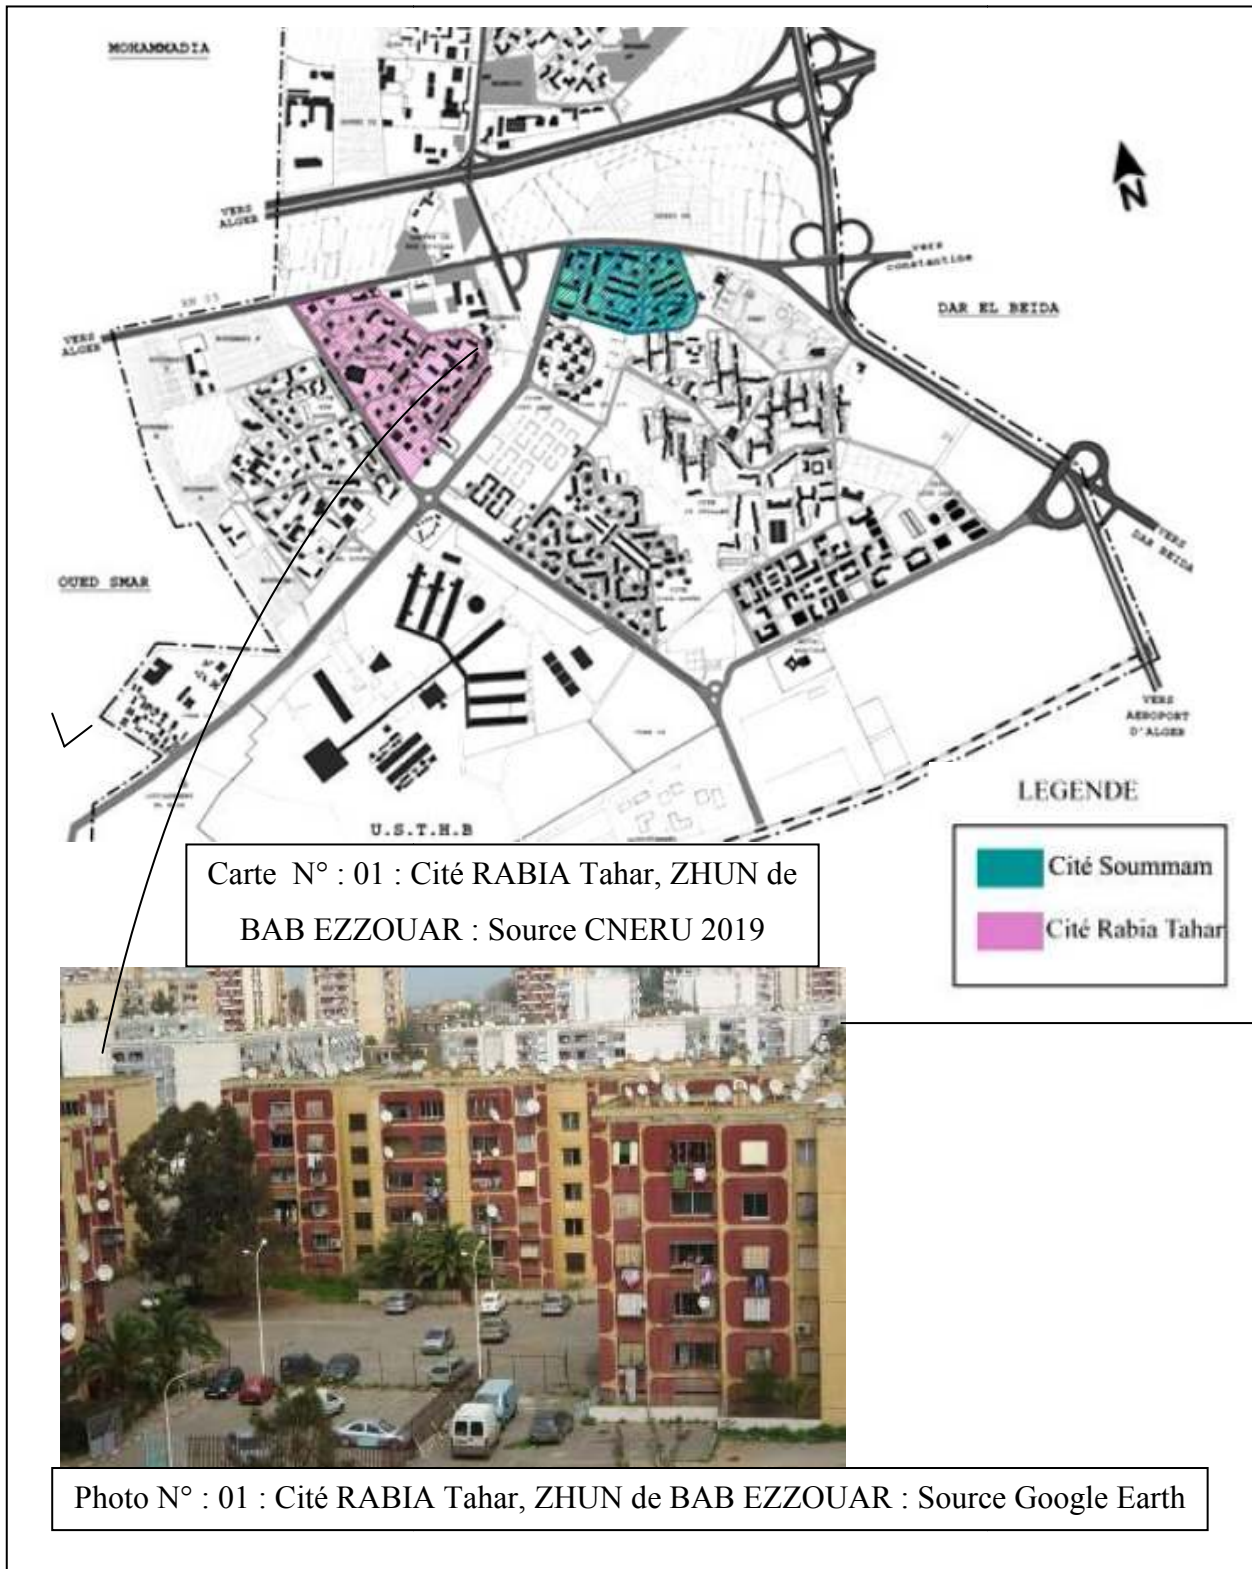 MOHAMMADIA
VERS
ALGER
vers
constantine
RN
DAR EL BEIDA
VERS
ALGER
OUED SMAR
VERS
DAR BEIDA
VERS
AEROPORT
D'ALGER
U.S.T.H.B
N
LEGENDE
Cité Soummam
Cité Rabia Tahar
Carte N° : 01 : Cité RABIA Tahar, ZHUN de
BAB EZZOUAR : Source CNERU 2019
Photo N° : 01 : Cité RABIA Tahar, ZHUN de BAB EZZOUAR : Source Google Earth